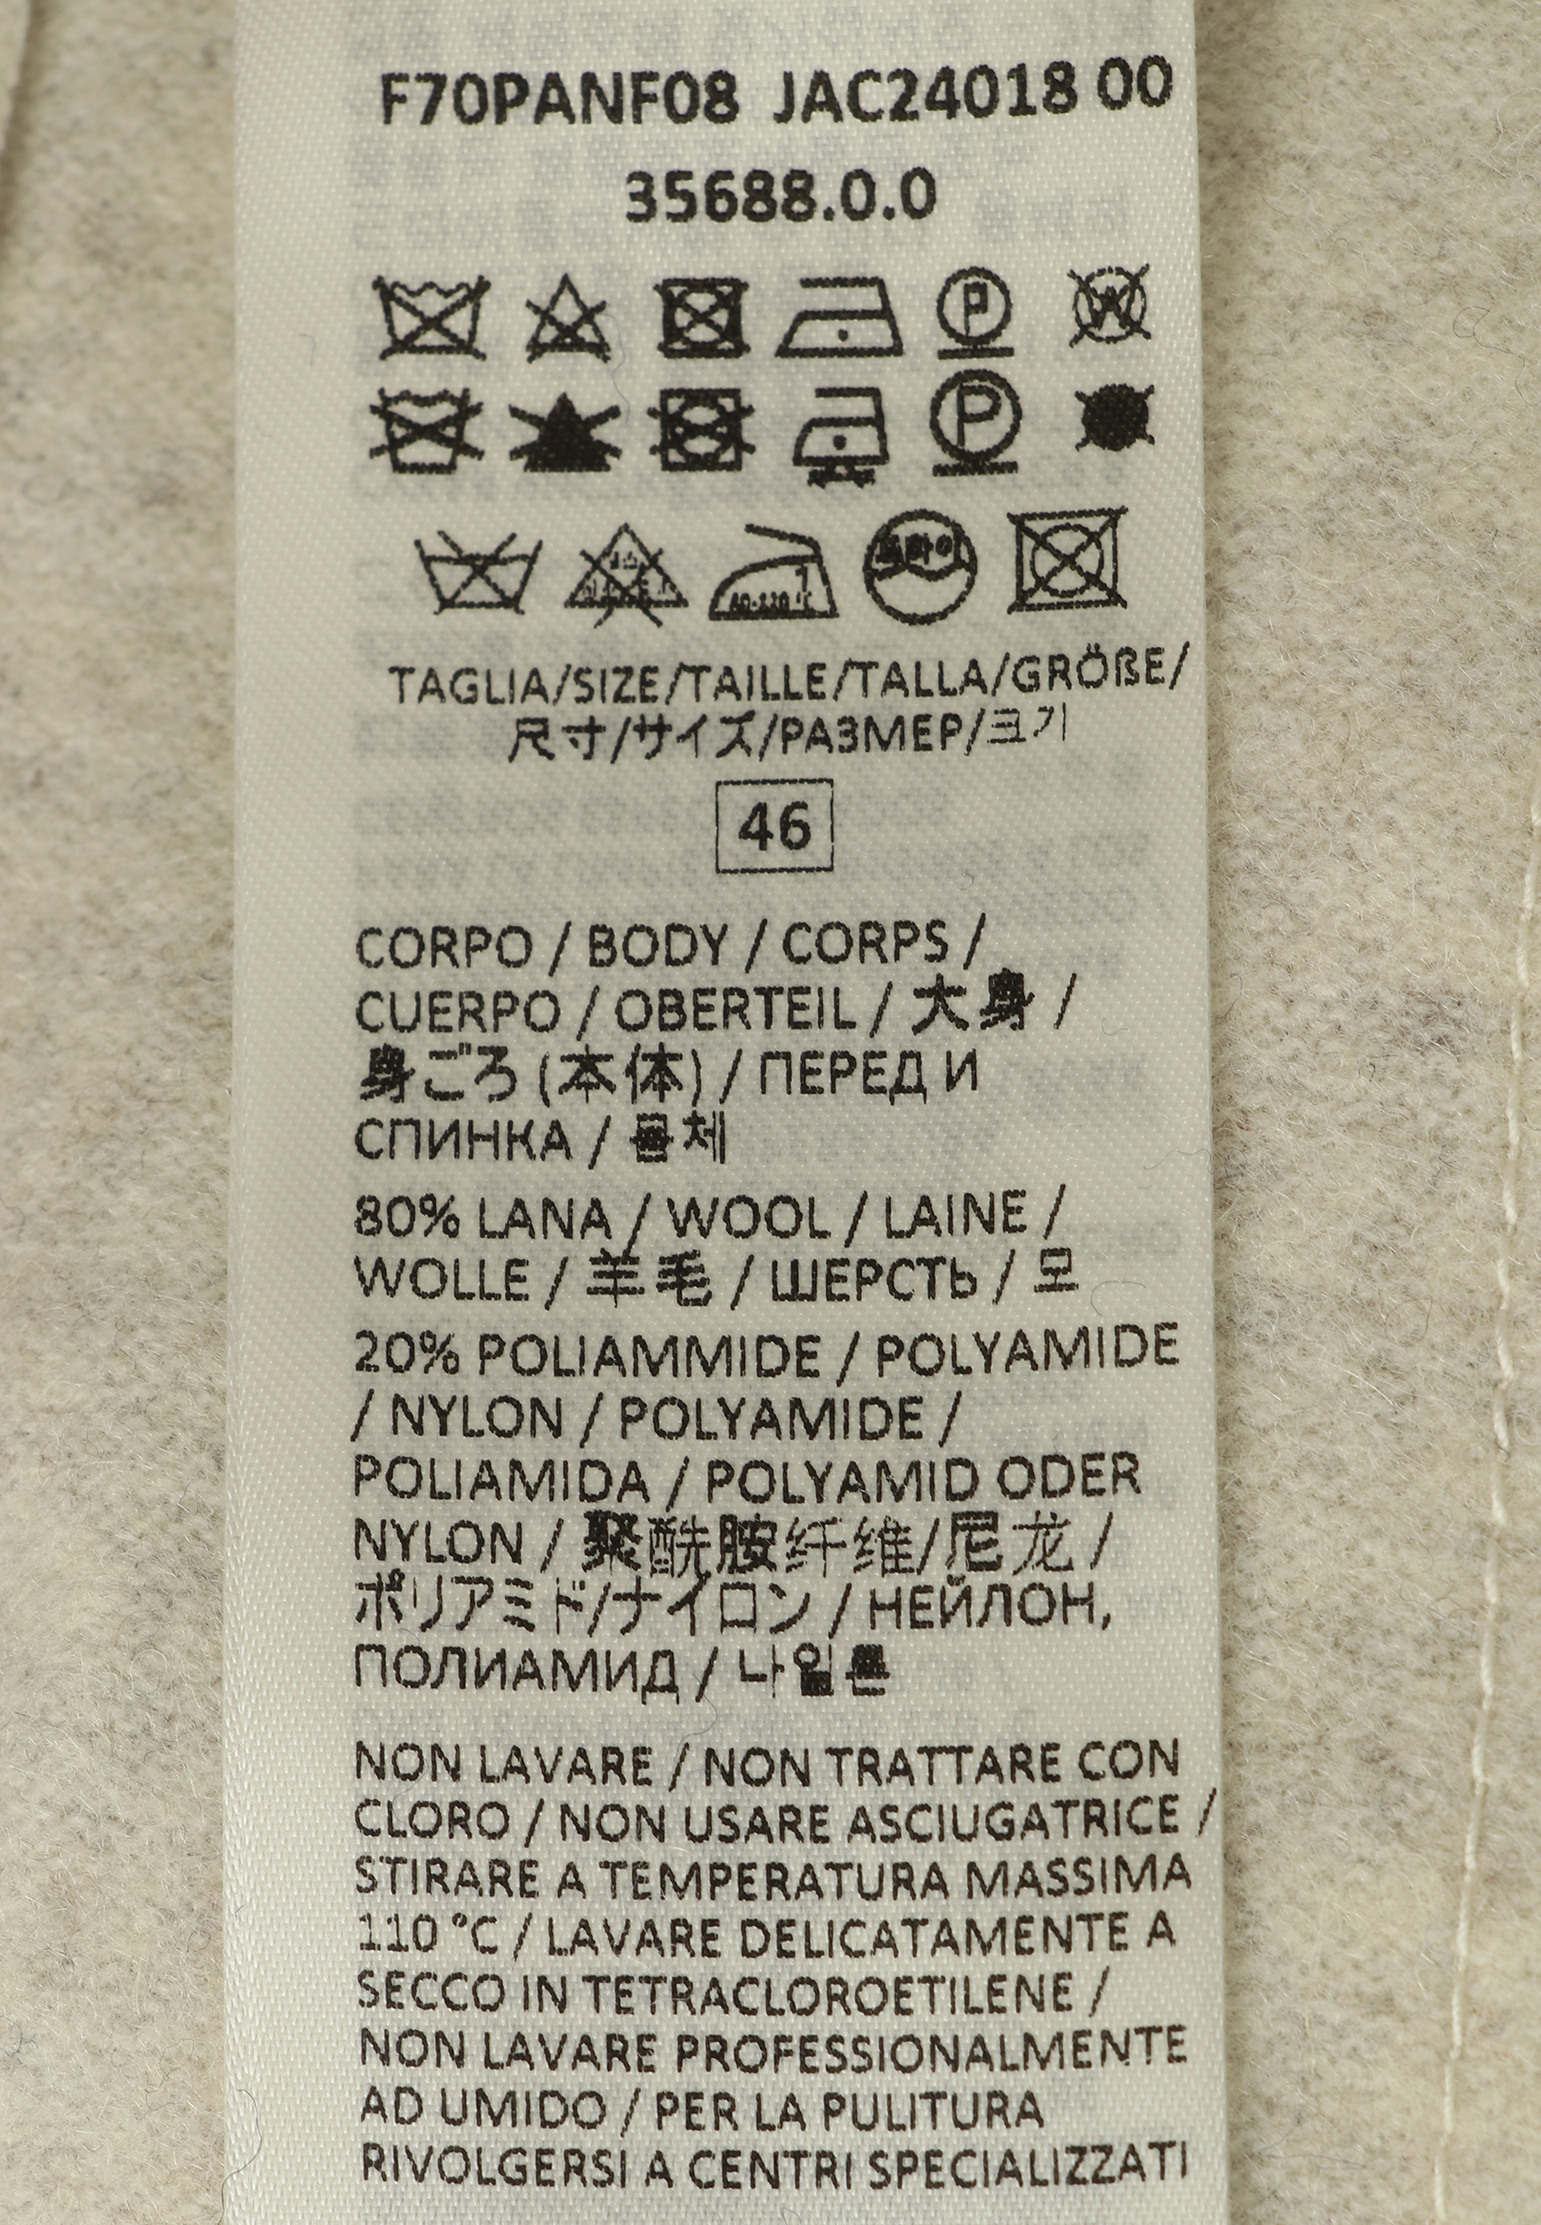 F70PANF08 JAC24018 00
35688.0.0
P W
P
TAGLIA/SIZE/TAILLE/TALLA/GRÖßE/
尺寸/サイズ/РАЗМЕР/크기
46
CORPO / BODY / CORPS /
CUERPO / OBERTEIL / 大身 /
身ごろ (本体) / ПЕРЕД И
СПИНКА / 몸체
80% LANA / WOOL / LAINE /
WOLLE / 羊毛 / ШЕРСТЬ / 모
20% POLIAMMIDE / POLYAMIDE
/ NYLON / POLYAMIDE /
POLIAMIDA / POLYAMID ODER
NYLON / 聚酰胺纤维/尼龙 /
ポリアミド/ナイロン / НЕЙЛОН,
ПОЛИАМИД / 나일론
NON LAVARE / NON TRATTARE CON
CLORO / NON USARE ASCIUGATRICE /
STIRARE A TEMPERATURA MASSIMA
110 °C / LAVARE DELICATAMENTE A
SECCO IN TETRACLOROETILENE /
NON LAVARE PROFESSIONALMENTE
AD UMIDO / PER LA PULITURA
RIVOLGERSI A CENTRI SPECIALIZZATI